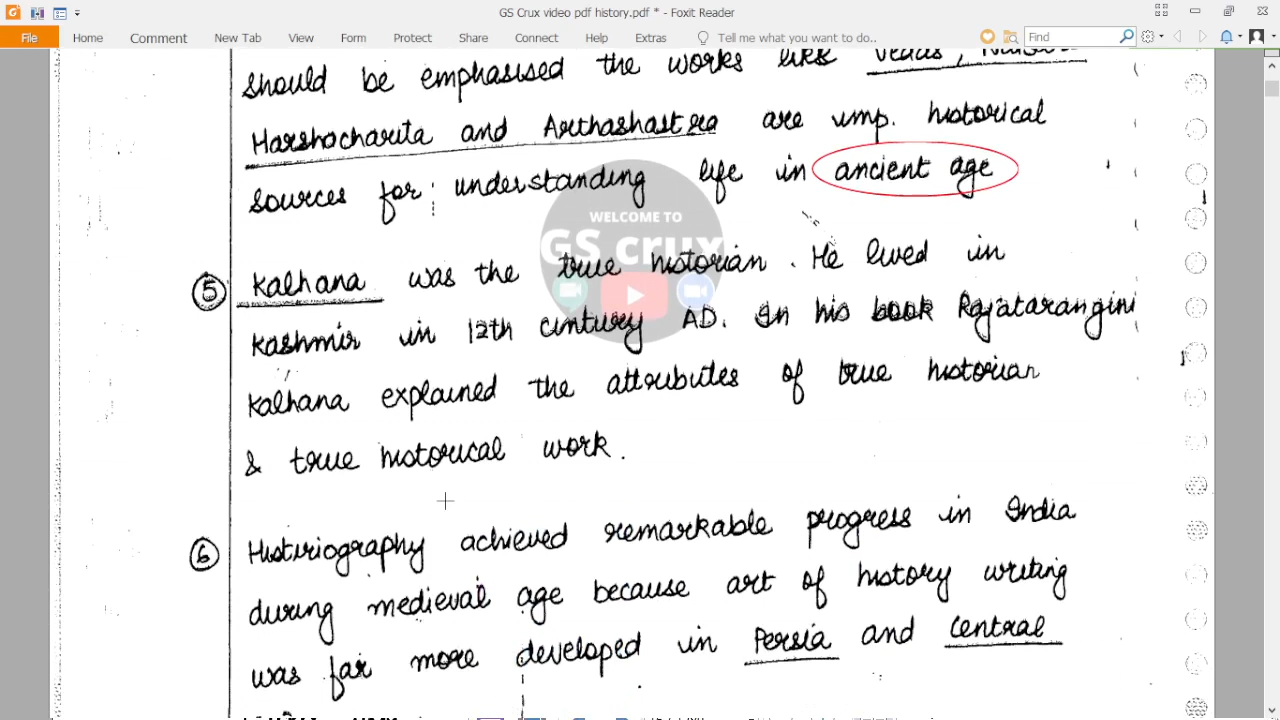 GS Crux video pdf history.pdf * - Foxit Reader
File Home Comment New Tab View Form Protect Share Connect Help Extras Tell me what you want to do.. Find
should be emphasised the works like Vedas,
Harshacharita and Arthashastra are imp. historical
sources for understanding life in ancient age
WELCOME TO
GS crux
5 Kalhana was the true historian. He lived in
Kashmir in 12th century AD. In his book Rajatarangini
Kalhana explained the attributes of true historian
& true historical work.
6 Histiriography achieved remarkable progress in India
during medieval age because art of history writing
was far more developed in Persia and Central